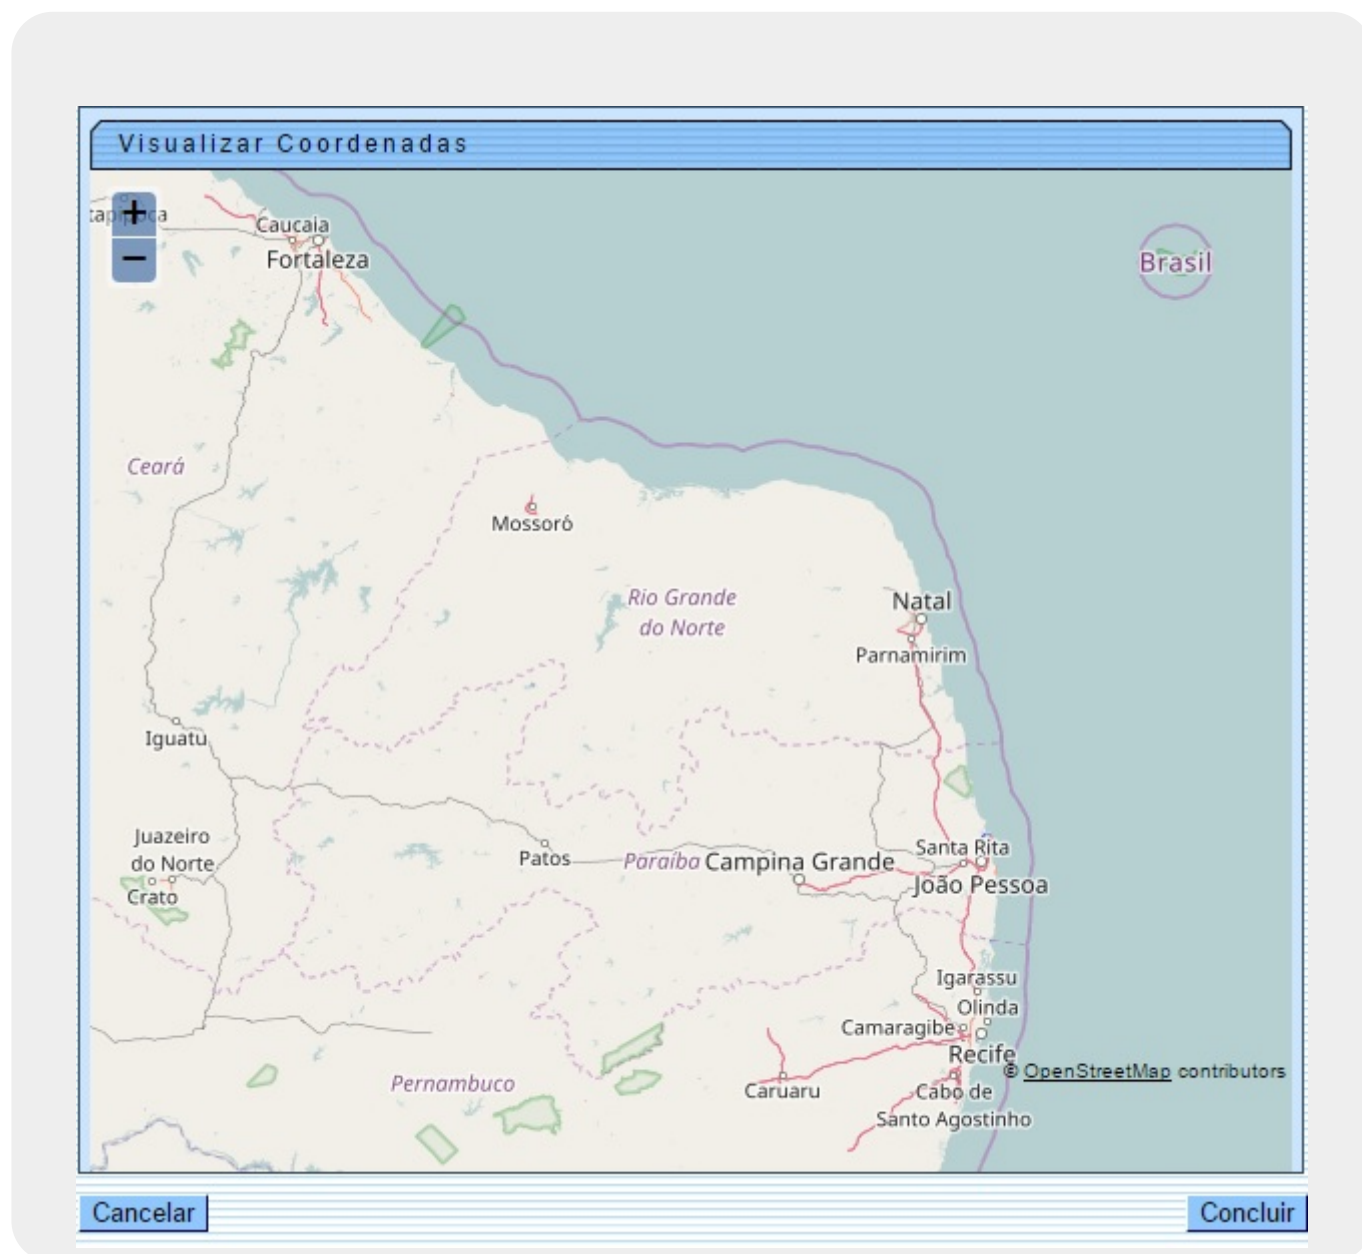 Visualizar Coordenadas
+
−
Caucaia
Fortaleza
Brasil
Ceará
Mossoró
Rio Grande
do Norte
Natal
Parnamirim
Iguatu
Juazeiro
do Norte
Crato
Patos
Paraíba
Campina Grande
Santa Rita
João Pessoa
Igarassu
Olinda
Camaragibe
Recife
© OpenStreetMap contributors
Pernambuco
Caruaru
Cabo de
Santo Agostinho
Cancelar
Concluir